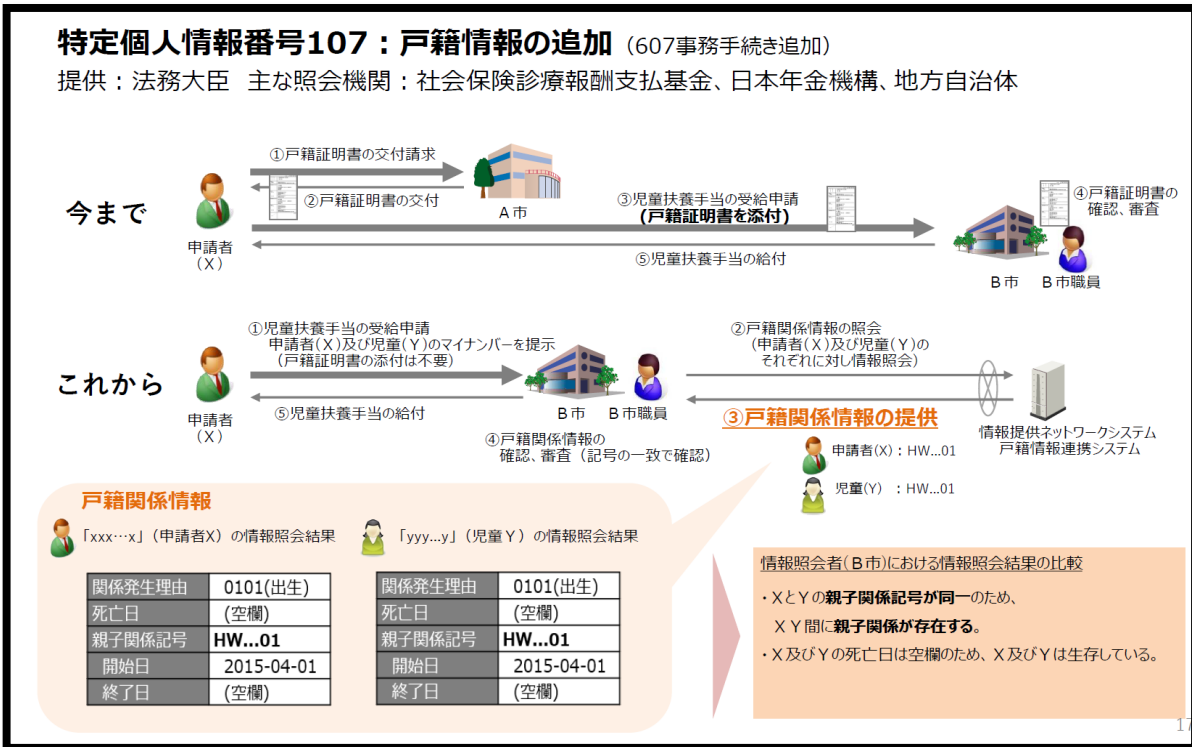 特定個人情報番号107：戸籍情報の追加（607事務手続き追加）
提供：法務大臣 主な照会機関：社会保険診療報酬支払基金、日本年金機構、地方自治体
今まで
申請者
（X）
①戸籍証明書の交付請求
②戸籍証明書の交付
A市
③児童扶養手当の受給申請
(戸籍証明書を添付)
⑤児童扶養手当の給付
④戸籍証明書の
確認、審査
B市
B市職員
これから
申請者
（X）
①児童扶養手当の受給申請
申請者(X)及び児童(Y)のマイナンバーを提示
（戸籍証明書の添付は不要）
⑤児童扶養手当の給付
B市
B市職員
④戸籍関係情報の
確認、審査（記号の一致で確認）
②戸籍関係情報の照会
（申請者(X)及び児童(Y)の
それぞれに対し情報照会）
③戸籍関係情報の提供
申請者(X)：HW...01
児童(Y) ：HW...01
情報提供ネットワークシステム
戸籍情報連携システム
戸籍関係情報
「xxx…x」（申請者X）の情報照会結果
関係発生理由 0101(出生)
死亡日 (空欄)
親子関係記号 HW...01
開始日 2015-04-01
終了日 (空欄)
「yyy...y」（児童Y）の情報照会結果
関係発生理由 0101(出生)
死亡日 (空欄)
親子関係記号 HW...01
開始日 2015-04-01
終了日 (空欄)
情報照会者(B市)における情報照会結果の比較
・XとYの親子関係記号が同一のため、
XY間に親子関係が存在する。
・X及びYの死亡日は空欄のため、X及びYは生存している。
17